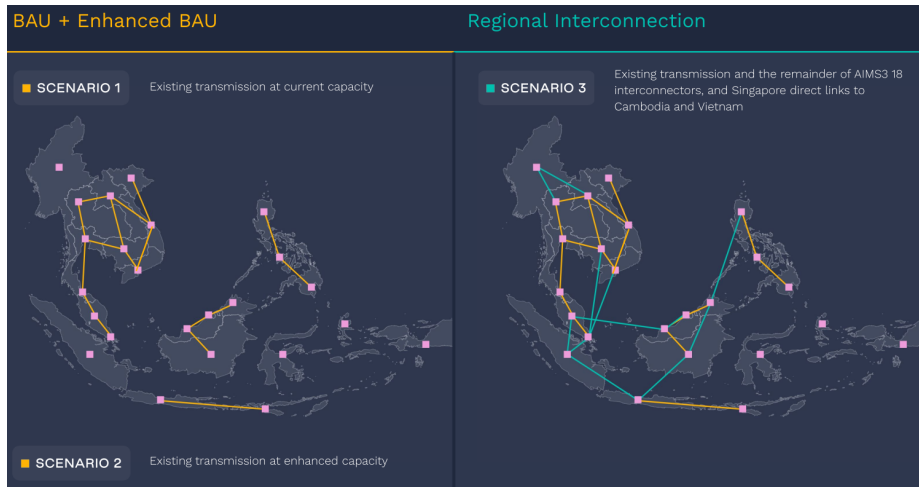 BAU + Enhanced BAU
SCENARIO 1
Existing transmission at current capacity
SCENARIO 2
Existing transmission at enhanced capacity
Regional Interconnection
SCENARIO 3
Existing transmission and the remainder of AIMS3 18
interconnectors, and Singapore direct links to
Cambodia and Vietnam